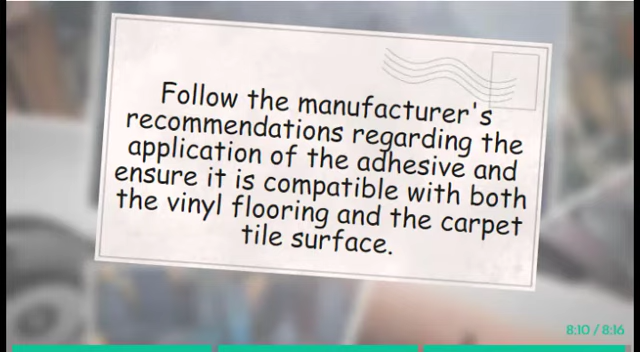 Follow the manufacturer's
recommendations regarding the
application of the adhesive and
ensure it is compatible with both
the vinyl flooring and the carpet
tile surface.
8:10 / 8:16